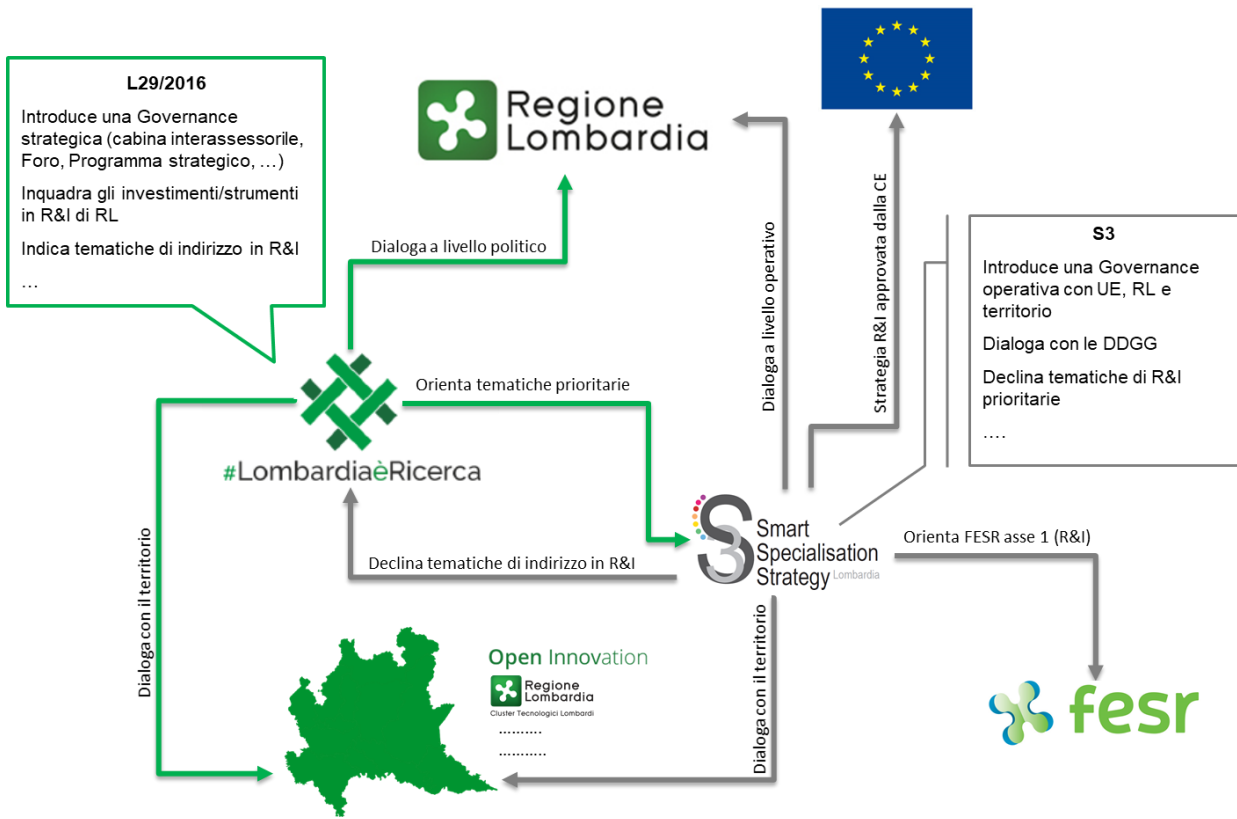 L29/2016
Introduce una Governance
strategica (cabina interassessorile,
Foro, Programma strategico, …)
Inquadra gli investimenti/strumenti
in R&I di RL
Indica tematiche di indirizzo in R&I
…
Regione
Lombardia
Dialoga a livello politico
Dialoga a livello operativo
Strategia R&I approvata dalla CE
S3
Introduce una Governance
operativa con UE, RL e
territorio
Dialoga con le DDGG
Declina tematiche di R&I
prioritarie
….
Orienta tematiche prioritarie
#LombardiaèRicerca
Declina tematiche di indirizzo in R&I
S3
Smart
Specialisation
Strategy Lombardia
Orienta FESR asse 1 (R&I)
Dialoga con il territorio
Open Innovation
Regione
Lombardia
Cluster Tecnologici Lombardi
..........
...........
Dialoga con il territorio
fesr